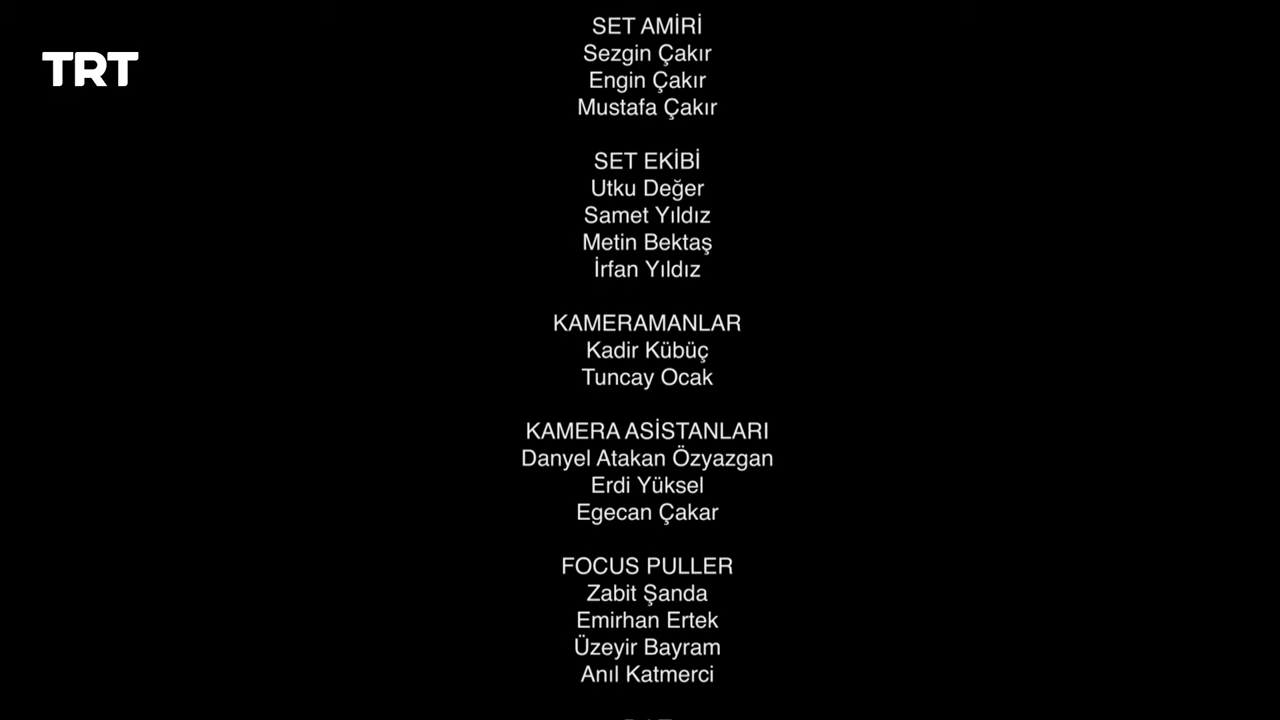 TRT
SET AMİRİ
Sezgin Çakır
Engin Çakır
Mustafa Çakır
SET EKİBİ
Utku Değer
Samet Yıldız
Metin Bektaş
İrfan Yıldız
KAMERAMANLAR
Kadir Kübüç
Tuncay Ocak
KAMERA ASİSTANLARI
Danyel Atakan Özyazgan
Erdi Yüksel
Egecan Çakar
FOCUS PULLER
Zabit Şanda
Emirhan Ertek
Üzeyir Bayram
Anıl Katmerci